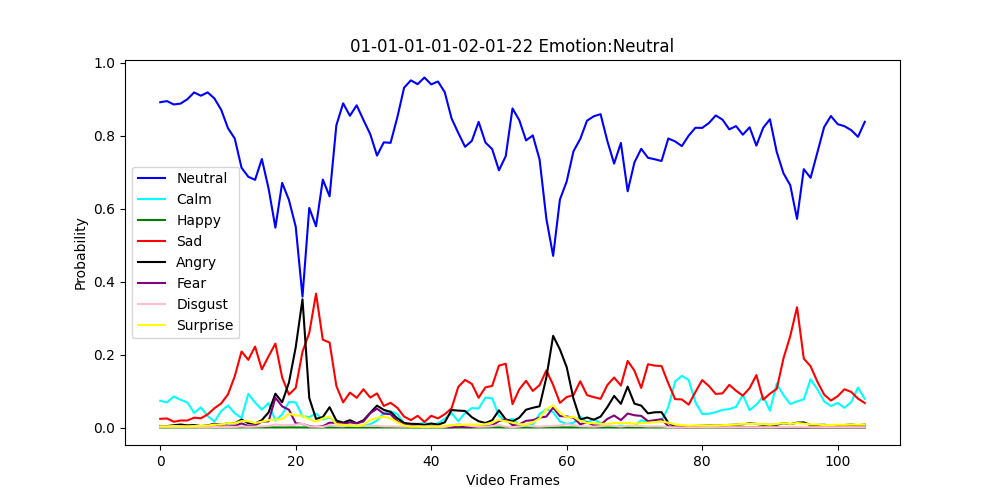 01-01-01-01-02-01-22 Emotion:Neutral
1.0
0.8
0.6
0.4
0.2
0.0
Probability
Neutral
Calm
Happy
Sad
Angry
Fear
Disgust
Surprise
0 20 40 60 80 100
Video Frames